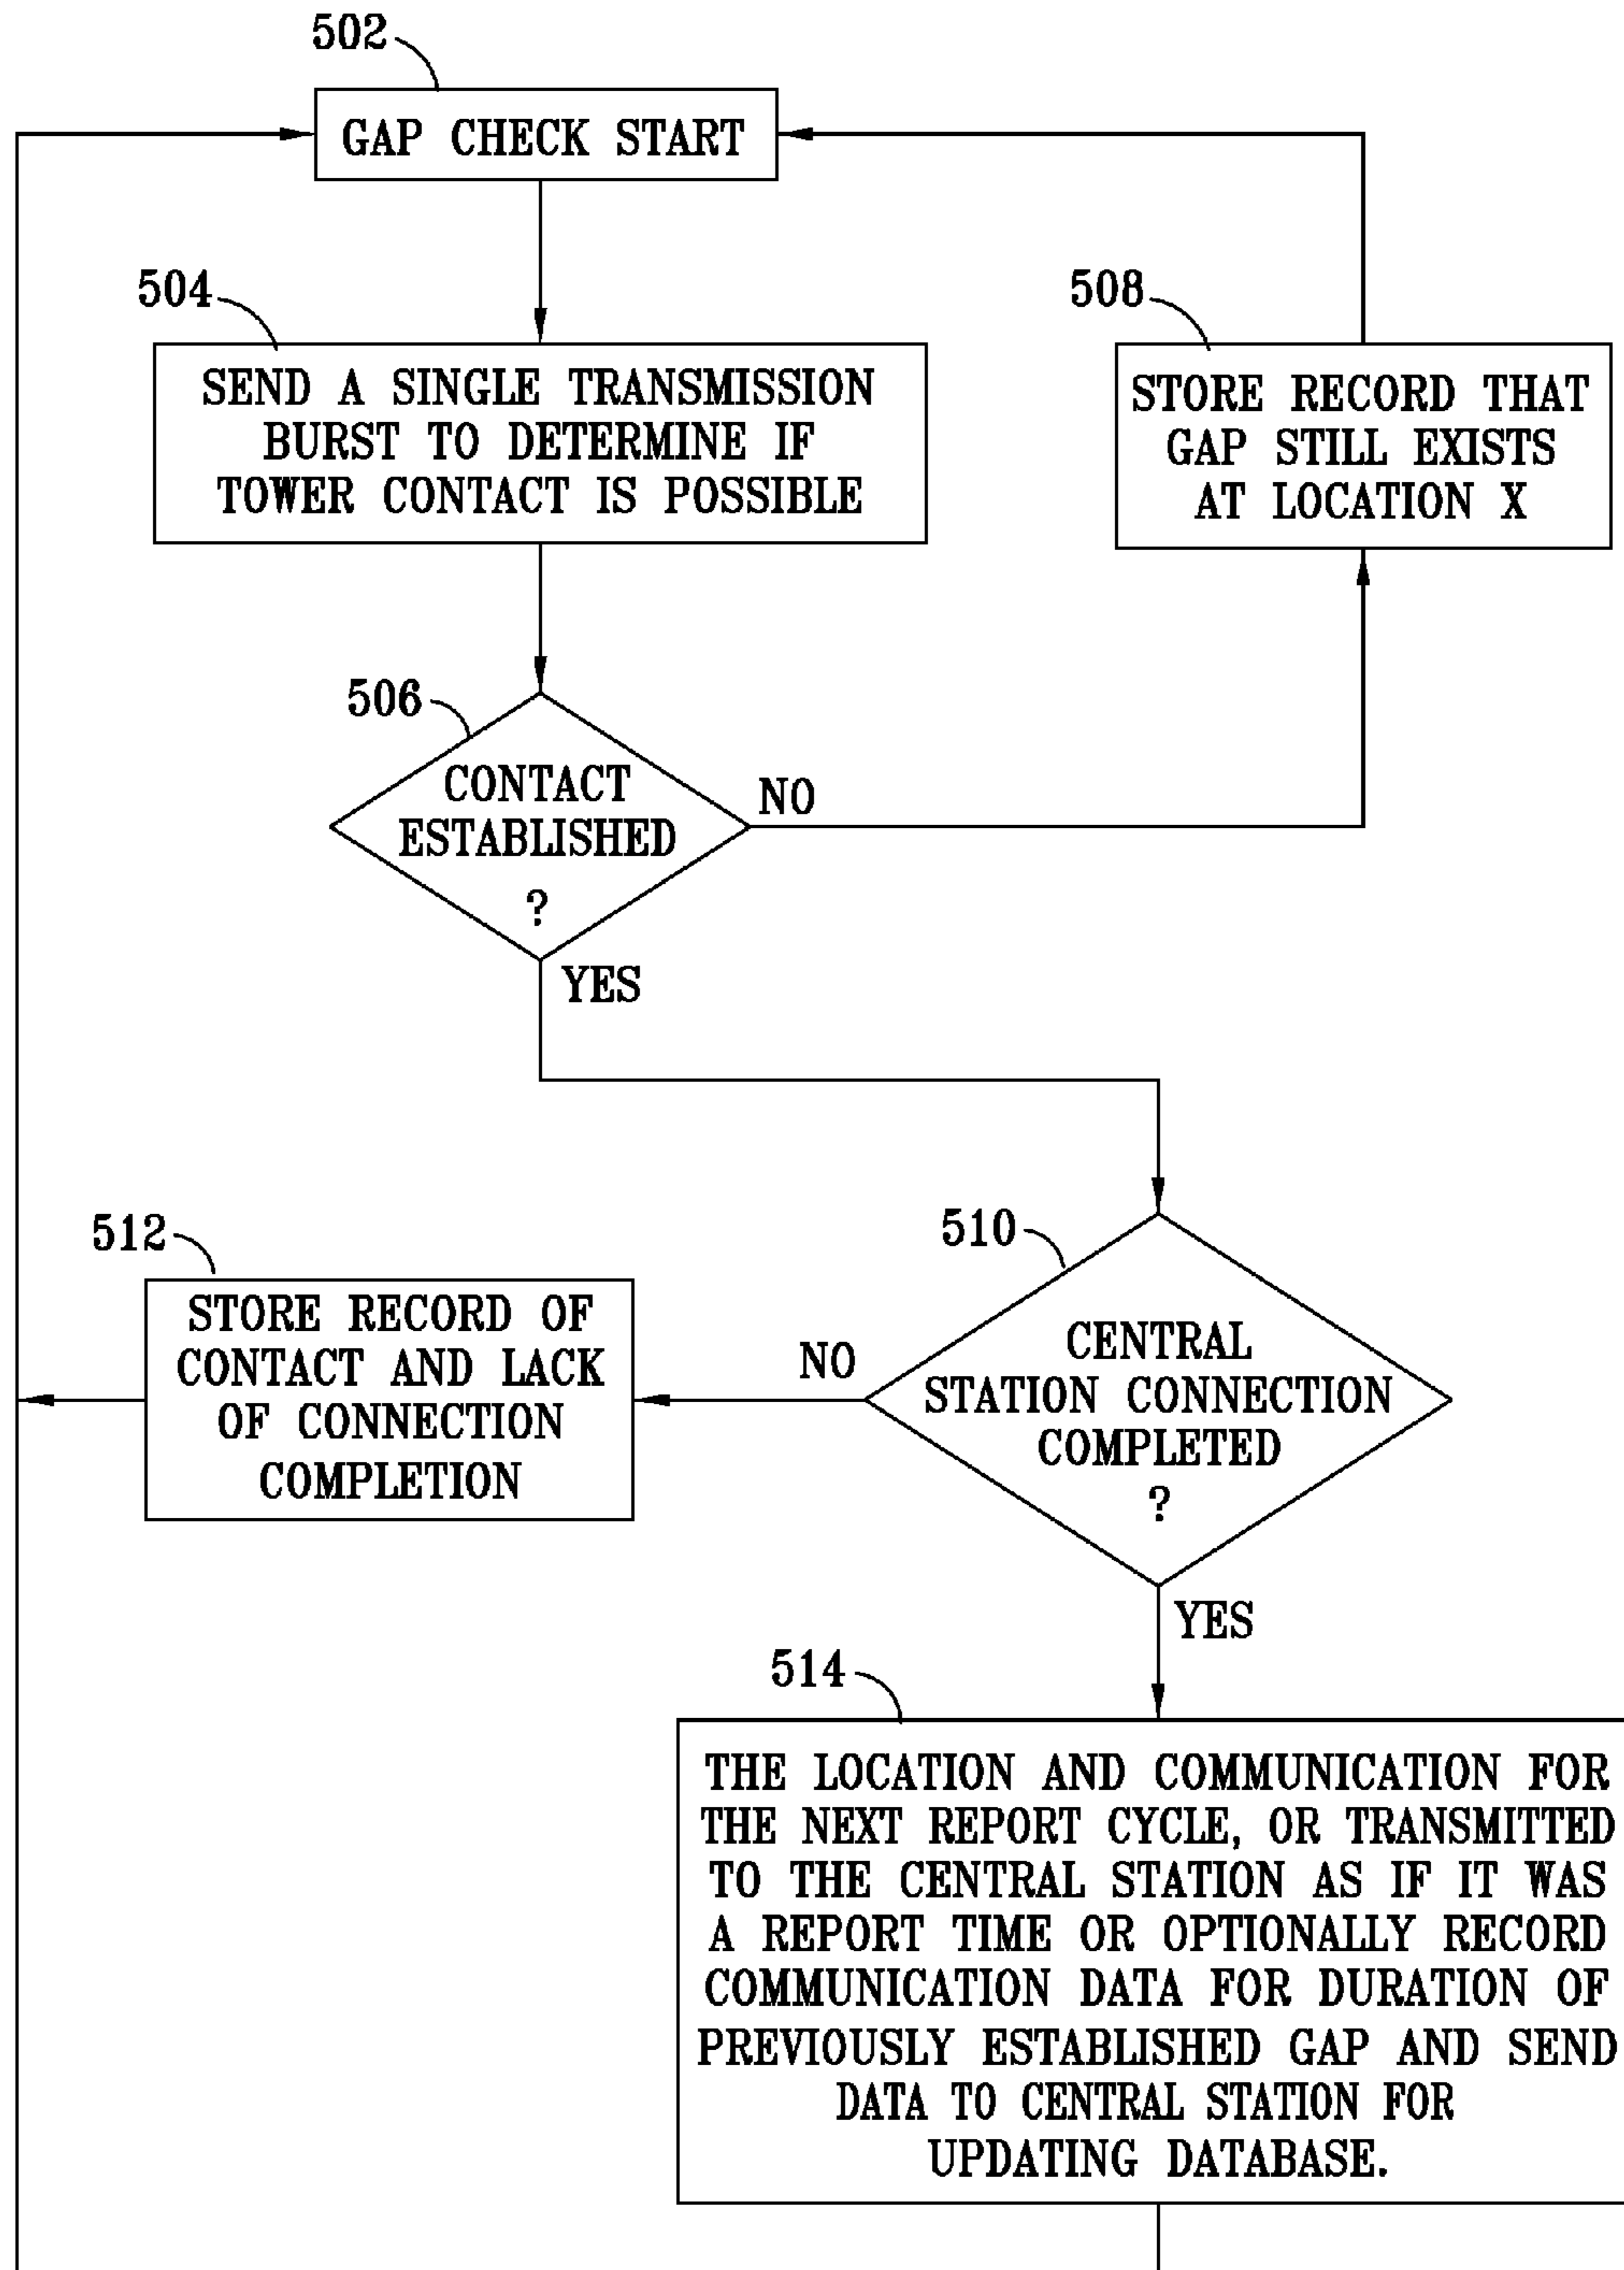 502
GAP CHECK START
504
SEND A SINGLE TRANSMISSION
BURST TO DETERMINE IF
TOWER CONTACT IS POSSIBLE
508
STORE RECORD THAT
GAP STILL EXISTS
AT LOCATION X
506
CONTACT
ESTABLISHED
?
NO
YES
510
CENTRAL
STATION CONNECTION
COMPLETED
?
NO
512
STORE RECORD OF
CONTACT AND LACK
OF CONNECTION
COMPLETION
YES
514
THE LOCATION AND COMMUNICATION FOR
THE NEXT REPORT CYCLE, OR TRANSMITTED
TO THE CENTRAL STATION AS IF IT WAS
A REPORT TIME OR OPTIONALLY RECORD
COMMUNICATION DATA FOR DURATION OF
PREVIOUSLY ESTABLISHED GAP AND SEND
DATA TO CENTRAL STATION FOR
UPDATING DATABASE.